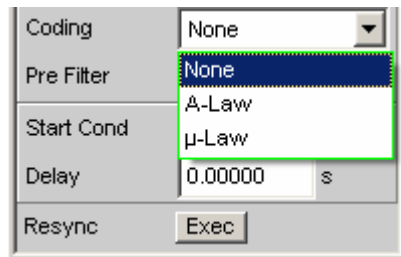 Coding None
Pre Filter None
A-Law
Start Cond
µ-Law
Delay 0.00000 s
Resync Exec